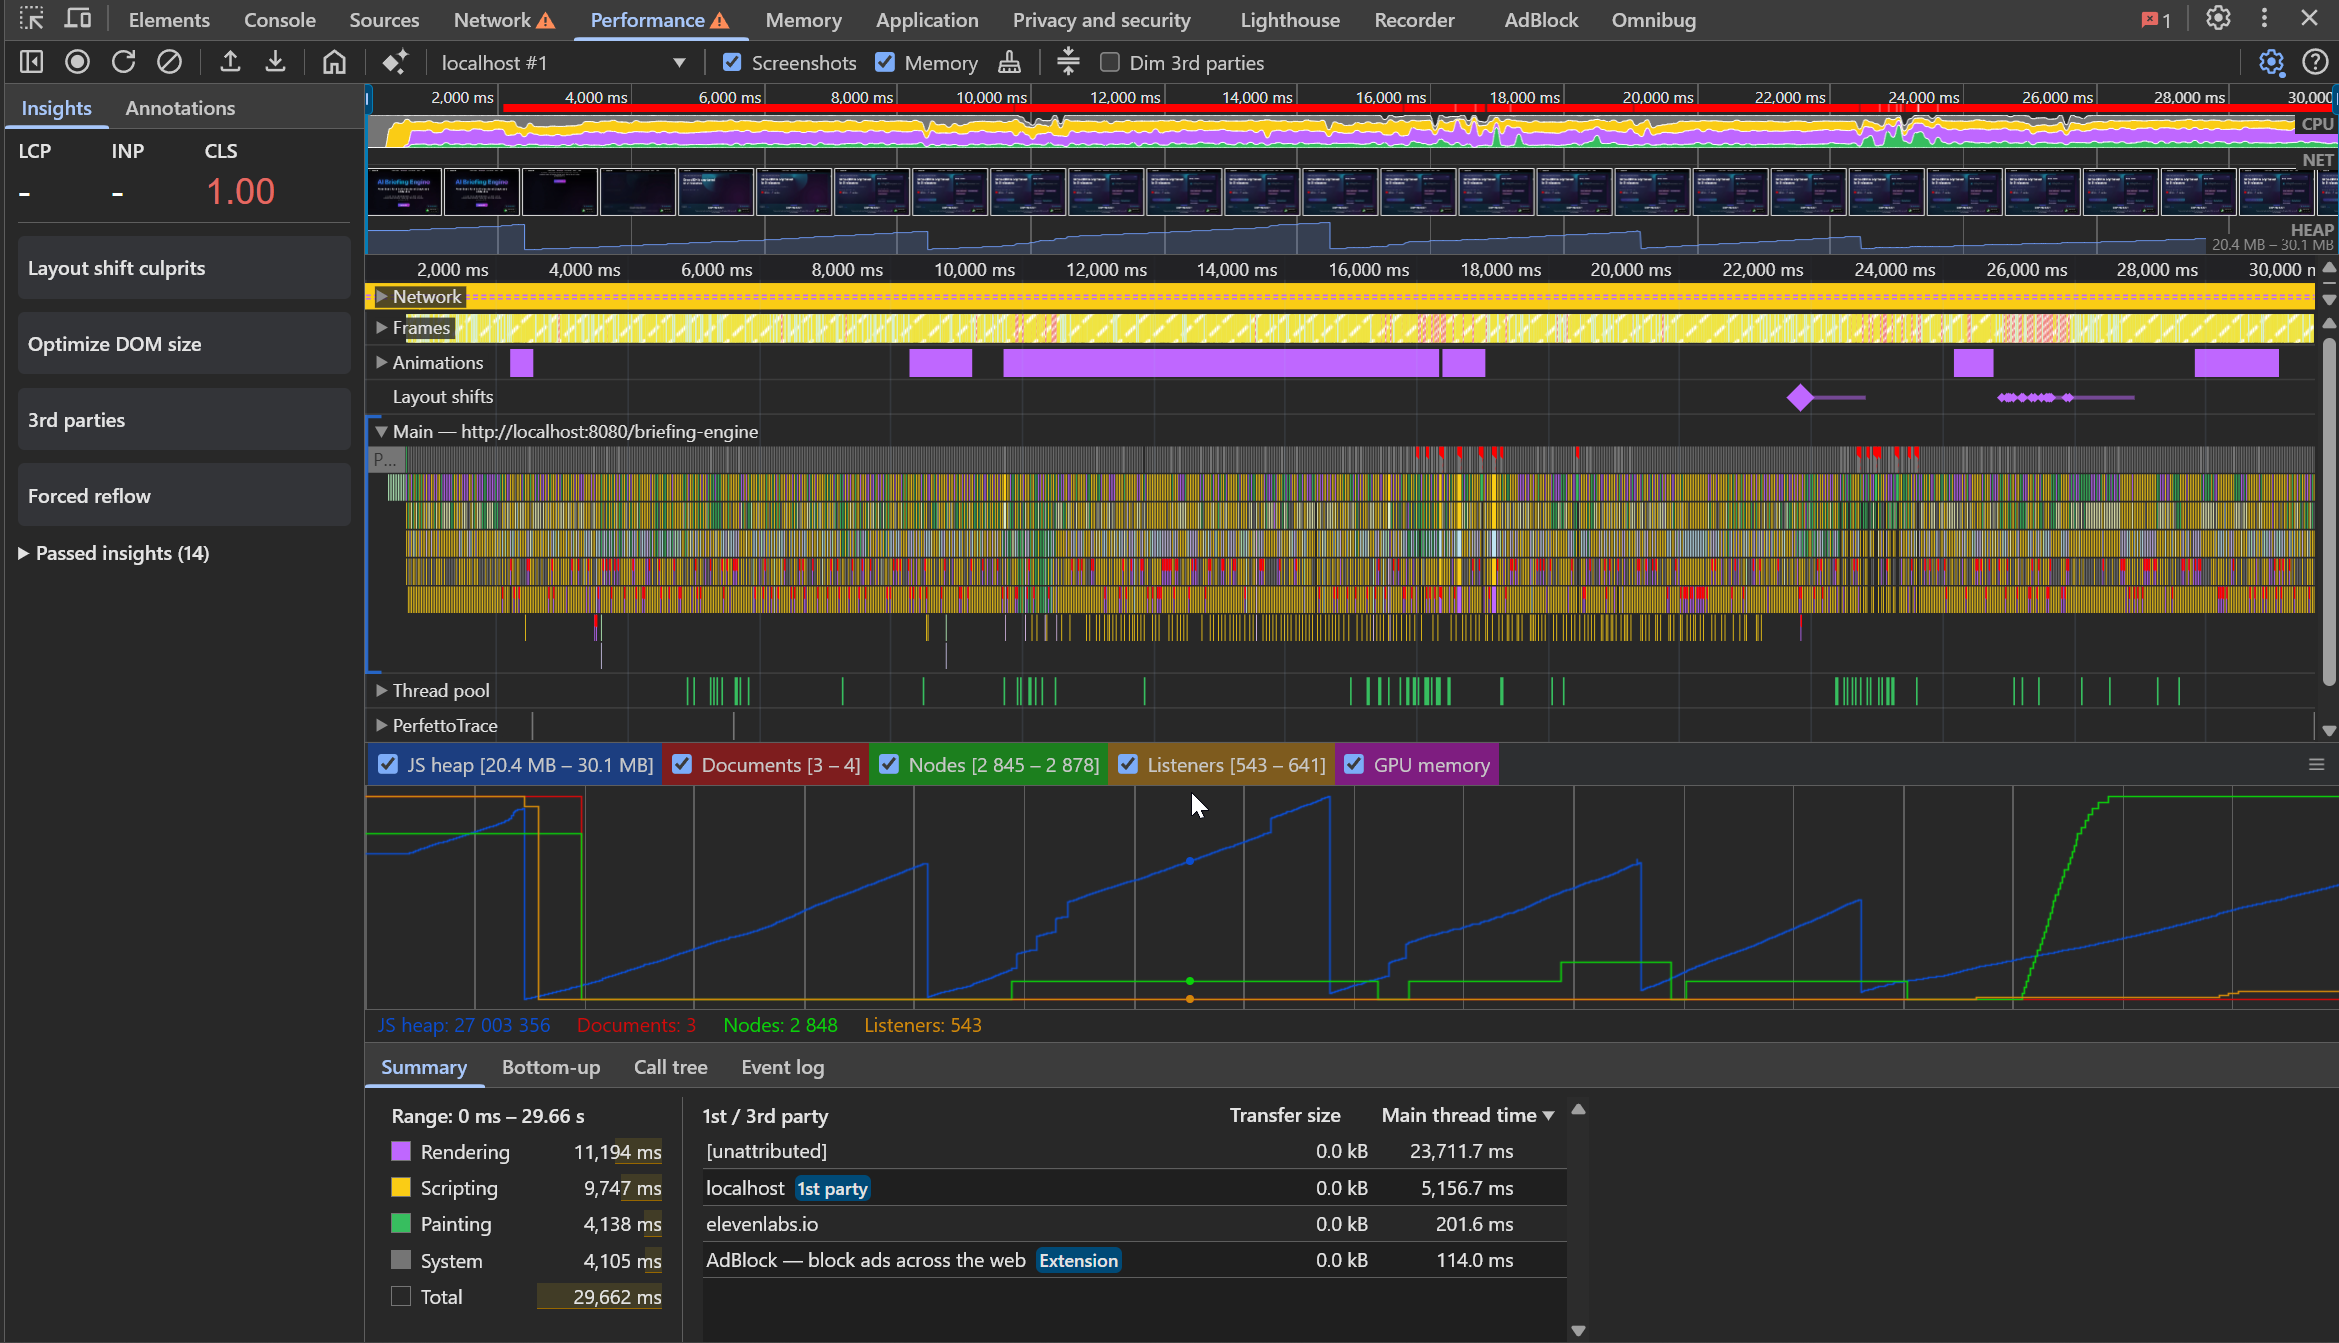 Elements Console Sources Network Performance Memory Application Privacy and security Lighthouse Recorder AdBlock Omnibug 1
localhost #1 Screenshots Memory Dim 3rd parties
Insights Annotations
LCP INP CLS
- - 1.00
Layout shift culprits
Optimize DOM size
3rd parties
Forced reflow
Passed insights (14)
2,000 ms 4,000 ms 6,000 ms 8,000 ms 10,000 ms 12,000 ms 14,000 ms 16,000 ms 18,000 ms 20,000 ms 22,000 ms 24,000 ms 26,000 ms 28,000 ms 30,000
CPU
NET
AI Briefing Engine AI Briefing Engine
HEAP
20.4 MB – 30.1 MB
2,000 ms 4,000 ms 6,000 ms 8,000 ms 10,000 ms 12,000 ms 14,000 ms 16,000 ms 18,000 ms 20,000 ms 22,000 ms 24,000 ms 26,000 ms 28,000 ms 30,000 m
Network
Frames
Animations
Layout shifts
Main — http://localhost:8080/briefing-engine
P...
Thread pool
PerfettoTrace
JS heap [20.4 MB – 30.1 MB] Documents [3 – 4] Nodes [2 845 – 2 878] Listeners [543 – 641] GPU memory
JS heap: 27 003 356 Documents: 3 Nodes: 2 848 Listeners: 543
Summary Bottom-up Call tree Event log
Range: 0 ms – 29.66 s
Rendering 11,194 ms
Scripting 9,747 ms
Painting 4,138 ms
System 4,105 ms
Total 29,662 ms
1st / 3rd party Transfer size Main thread time
[unattributed] 0.0 kB 23,711.7 ms
localhost 1st party 0.0 kB 5,156.7 ms
elevenlabs.io 0.0 kB 201.6 ms
AdBlock — block ads across the web Extension 0.0 kB 114.0 ms